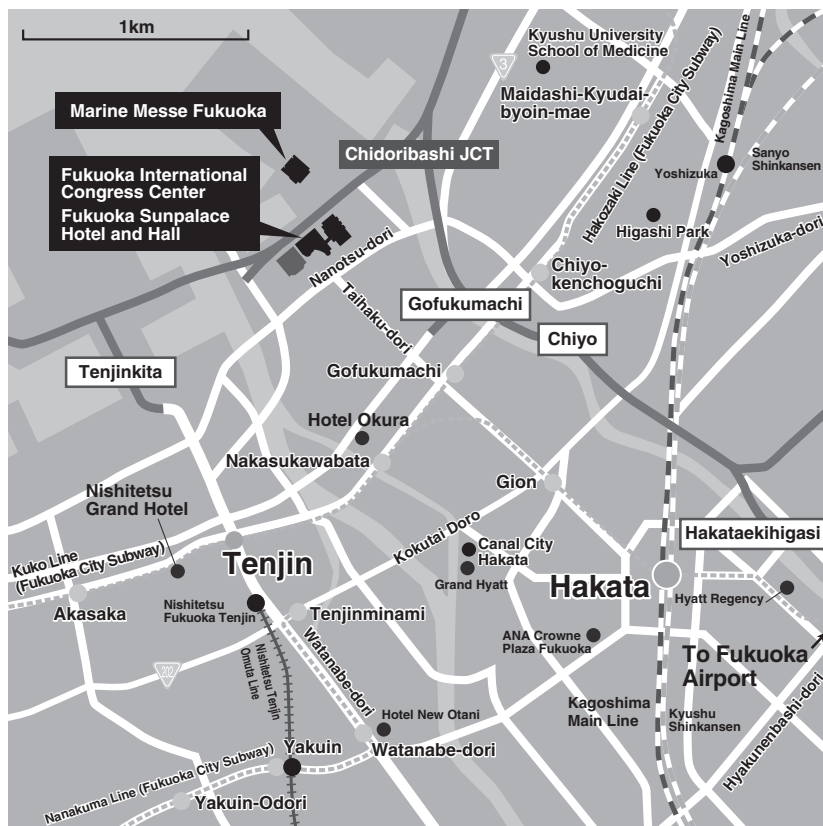 1km
Kyushu University
School of Medicine
3
Maidashi-Kyudai-
byoin-mae
Hakozaki Line (Fukuoka City Subway)
Kagoshima Main Line
Marine Messe Fukuoka
Chidoribashi JCT
Yoshizuka
Sanyo
Shinkansen
Fukuoka International
Congress Center
Fukuoka Sunpalace
Hotel and Hall
Higashi Park
Yoshizuka-dori
Nanotsu-dori
Chiyo-
kenchoguchi
Taihaku-dori
Gofukumachi
Chiyo
Tenjinkita
Gofukumachi
Hotel Okura
Nakasukawabata
Gion
Nishitetsu
Grand Hotel
Kokutai Doro
Canal City
Hakata
Grand Hyatt
Hakataekihigasi
Kuko Line
(Fukuoka City Subway)
Tenjin
Hakata
Hyatt Regency
Akasaka
Nishitetsu
Fukuoka Tenjin
Tenjinminami
ANA Crowne
Plaza Fukuoka
To Fukuoka
Airport
202
Nishitetsu Tenjin
Omuta Line
Watanabe-dori
Hotel New Otani
Kagoshima
Main Line
Kyushu
Shinkansen
Hyakunenbashi-dori
Yakuin
Watanabe-dori
Nanakuma Line (Fukuoka City Subway)
Yakuin-Odori